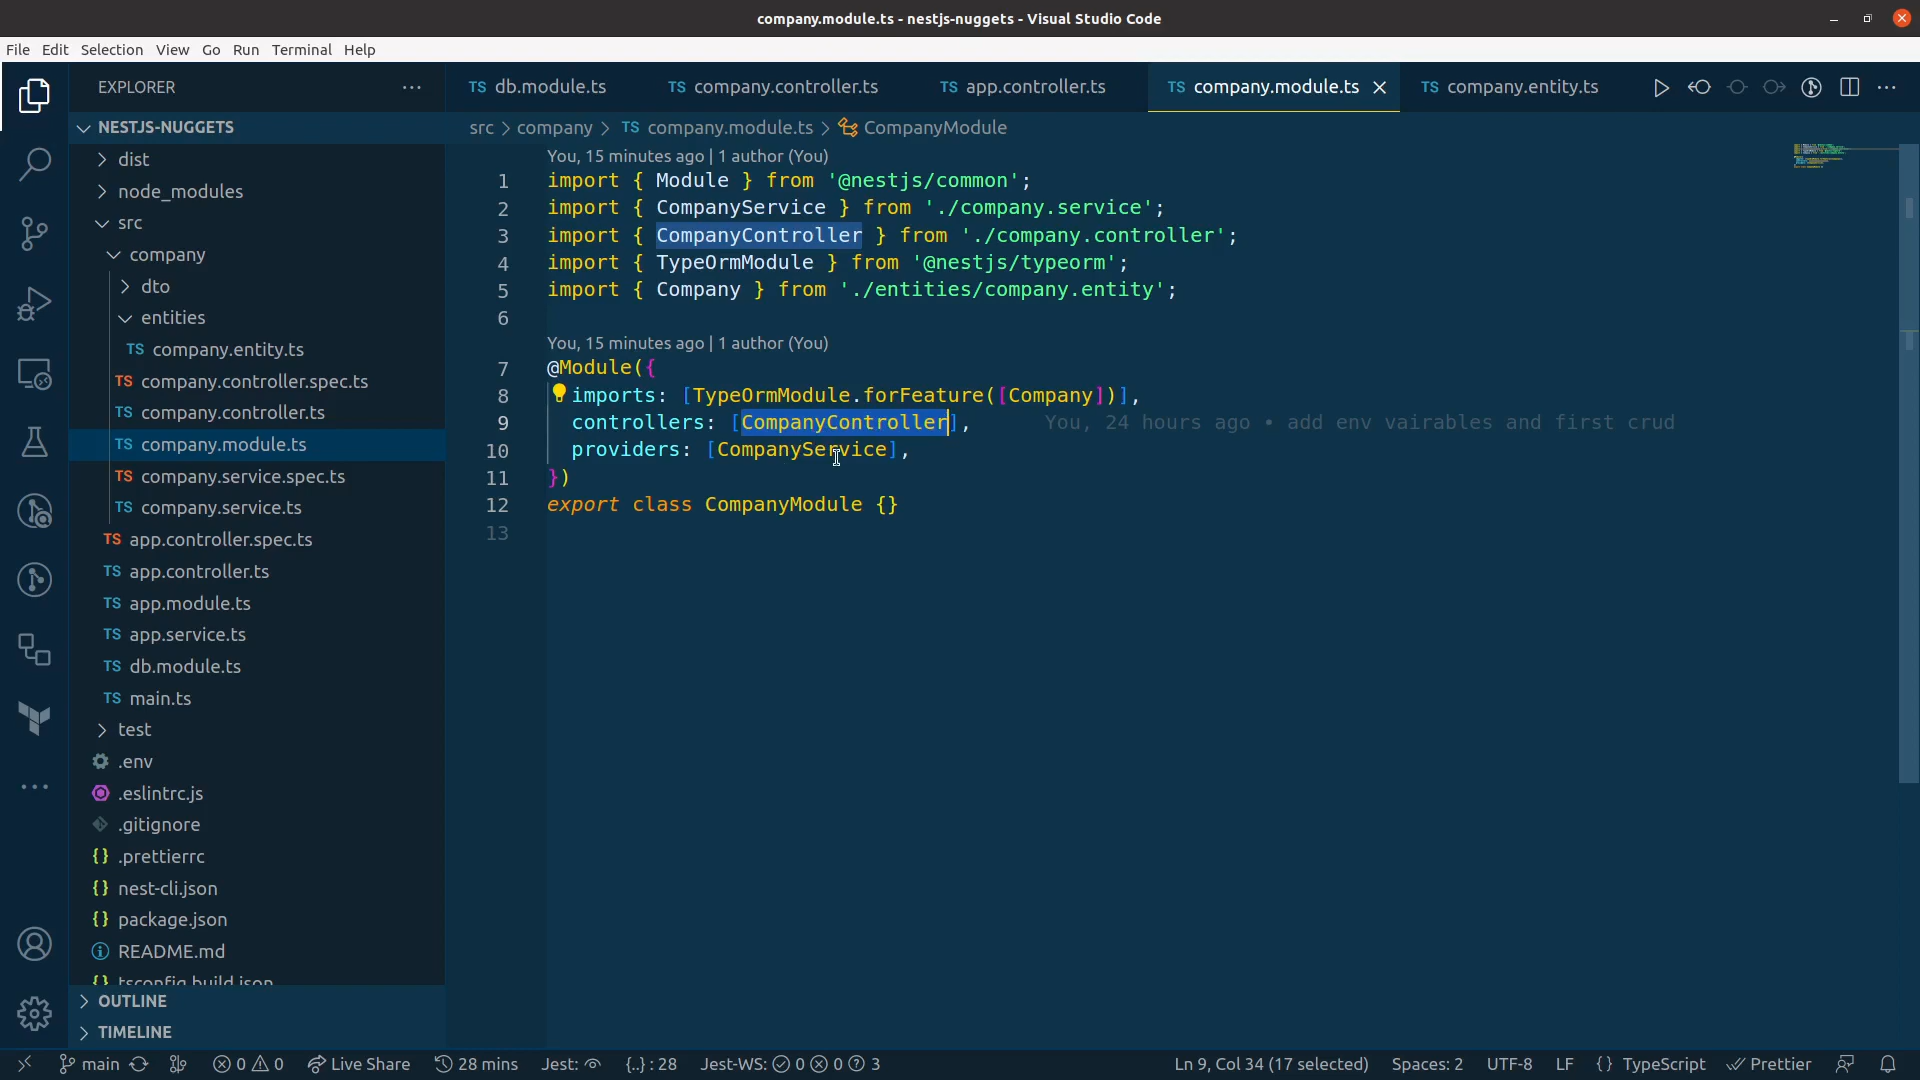 company.module.ts - nestjs-nuggets - Visual Studio Code
File Edit Selection View Go Run Terminal Help
EXPLORER
NESTJS-NUGGETS
dist
node_modules
src
company
dto
entities
TS company.entity.ts
TS company.controller.spec.ts
TS company.controller.ts
TS company.module.ts
TS company.service.spec.ts
TS company.service.ts
TS app.controller.spec.ts
TS app.controller.ts
TS app.module.ts
TS app.service.ts
TS db.module.ts
TS main.ts
test
.env
.eslintrc.js
.gitignore
{} .prettierrc
{} nest-cli.json
{} package.json
README.md
{} tsconfig.build.json
OUTLINE
TIMELINE
TS db.module.ts TS company.controller.ts TS app.controller.ts TS company.module.ts TS company.entity.ts
src > company > TS company.module.ts > CompanyModule
You, 15 minutes ago | 1 author (You)
1 import { Module } from '@nestjs/common';
2 import { CompanyService } from './company.service';
3 import { CompanyController } from './company.controller';
4 import { TypeOrmModule } from '@nestjs/typeorm';
5 import { Company } from './entities/company.entity';
6
You, 15 minutes ago | 1 author (You)
7 @Module({
8 imports: [TypeOrmModule.forFeature([Company])],
9 controllers: [CompanyController], You, 24 hours ago • add env vairables and first crud
10 providers: [CompanyService],
11 })
12 export class CompanyModule {}
13
main 0 0 Live Share 28 mins Jest: {..} : 28 Jest-WS: 0 0 3 Ln 9, Col 34 (17 selected) Spaces: 2 UTF-8 LF {} TypeScript Prettier